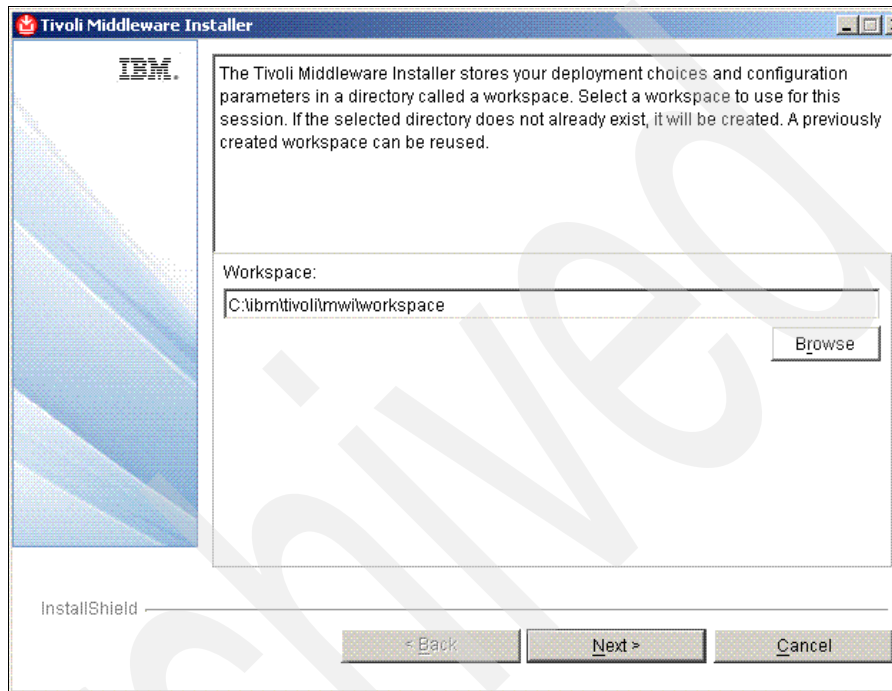 Tivoli Middleware Installer
IBM.
The Tivoli Middleware Installer stores your deployment choices and configuration
parameters in a directory called a workspace. Select a workspace to use for this
session. If the selected directory does not already exist, it will be created. A previously
created workspace can be reused.
Workspace:
C:\ibm\tivoli\mwi\workspace
Browse
InstallShield
< Back
Next >
Cancel